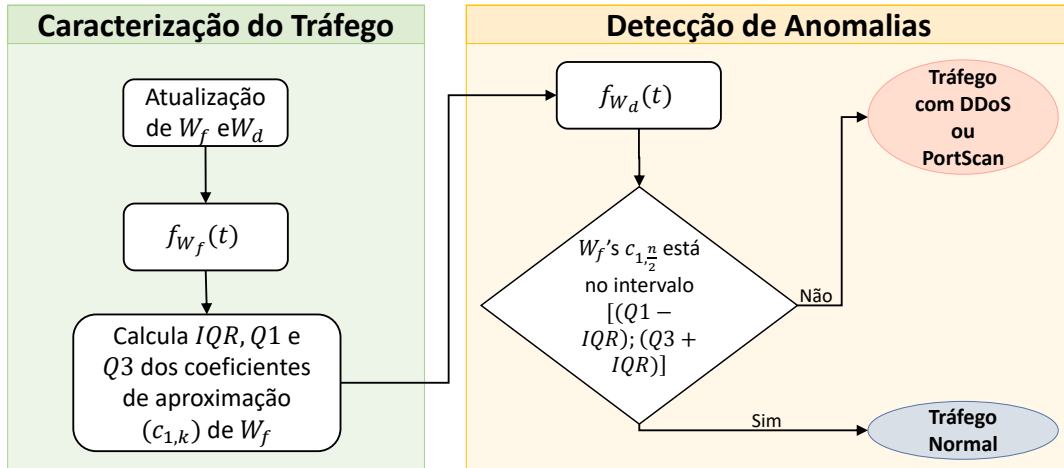 Caracterização do Tráfego
Atualização
de W_f eW_d
f_{W_f}(t)
Calcula IQR, Q1 e
Q3 dos coeficientes
de aproximação
(c_{1,k}) de W_f
Detecção de Anomalias
f_{W_d}(t)
W_f's c_{1,\frac{n}{2}} está
no intervalo
[(Q1 −
IQR); (Q3 +
IQR)]
Não
Sim
Tráfego
com DDoS
ou
PortScan
Tráfego
Normal